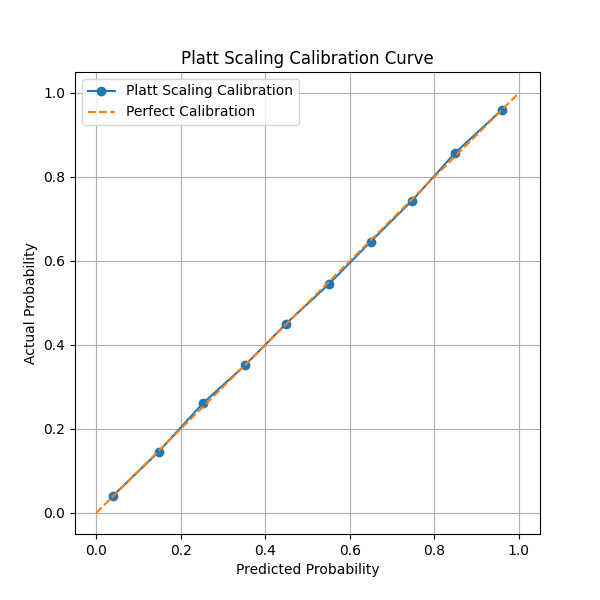 Platt Scaling Calibration Curve
Platt Scaling Calibration
Perfect Calibration
1.0
0.8
0.6
0.4
0.2
0.0
Actual Probability
0.0 0.2 0.4 0.6 0.8 1.0
Predicted Probability